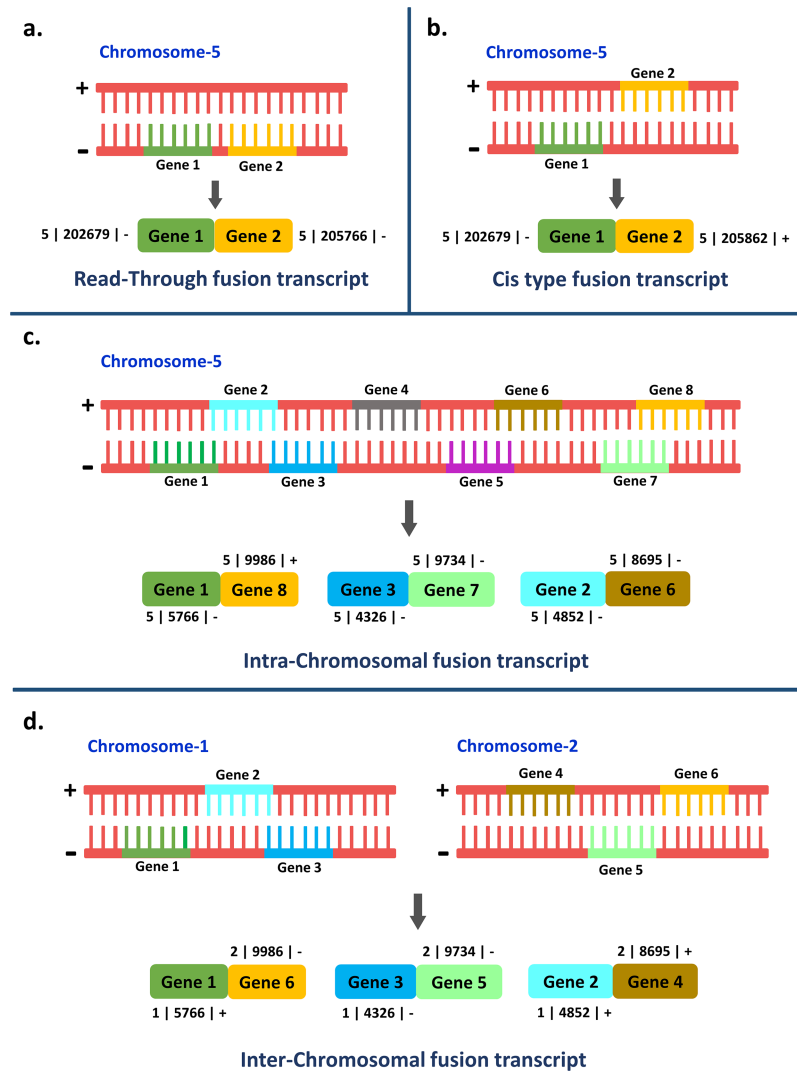 a.
Chromosome-5
+
-
Gene 1
Gene 2
5 | 202679 | -
Gene 1
Gene 2
5 | 205766 | -
Read-Through fusion transcript
b.
Chromosome-5
Gene 2
+
-
Gene 1
5 | 202679 | -
Gene 1
Gene 2
5 | 205862 | +
Cis type fusion transcript
c.
Chromosome-5
Gene 2
Gene 4
Gene 6
Gene 8
+
-
Gene 1
Gene 3
Gene 5
Gene 7
5 | 9986 | +
5 | 9734 | -
5 | 8695 | -
Gene 1
Gene 8
Gene 3
Gene 7
Gene 2
Gene 6
5 | 5766 | -
5 | 4326 | -
5 | 4852 | -
Intra-Chromosomal fusion transcript
d.
Chromosome-1
Gene 2
+
-
Gene 1
Gene 3
Chromosome-2
Gene 4
Gene 6
+
-
Gene 5
2 | 9986 | -
2 | 9734 | -
2 | 8695 | +
Gene 1
Gene 6
Gene 3
Gene 5
Gene 2
Gene 4
1 | 5766 | +
1 | 4326 | -
1 | 4852 | +
Inter-Chromosomal fusion transcript